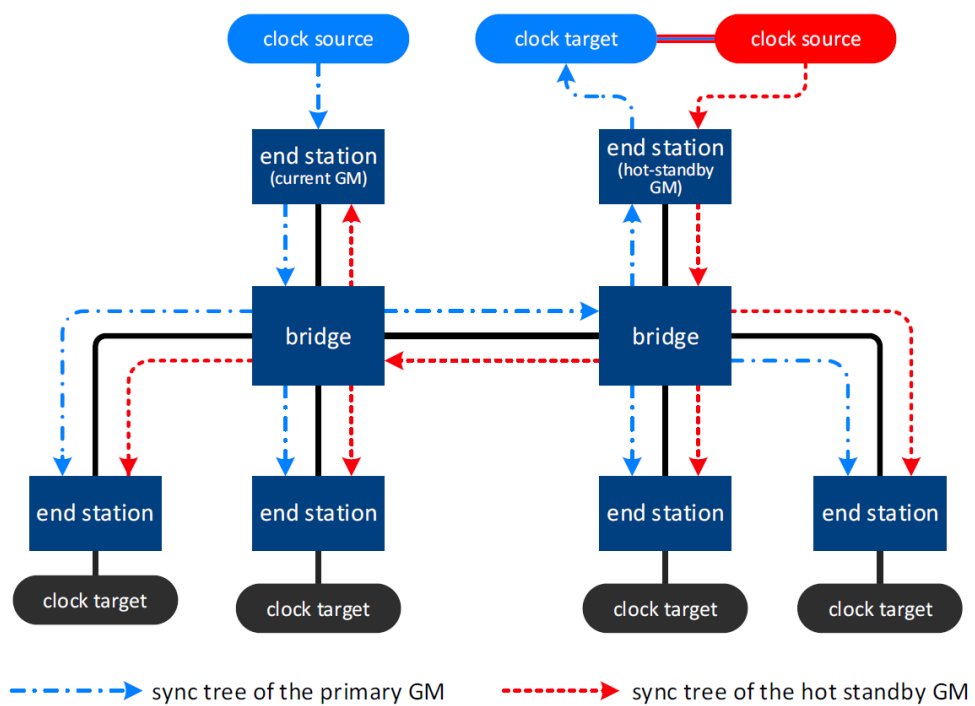 clock source
clock target
clock source
end station
(current GM)
end station
(hot-standby
GM)
bridge
bridge
end station
end station
end station
end station
clock target
clock target
clock target
clock target
sync tree of the primary GM
sync tree of the hot standby GM